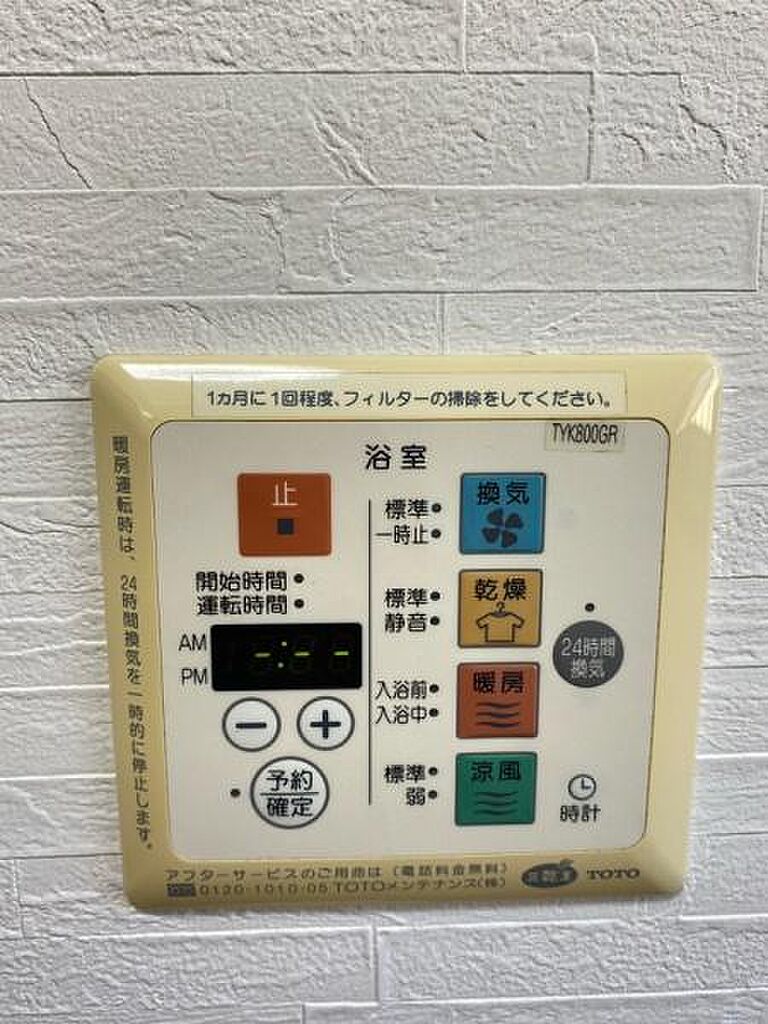 1ヵ月に1回程度、フィルターの掃除をしてください。
TYK800GR
浴室
暖房運転時は、24時間換気を一時的に停止します。
止
開始時間
運転時間
AM
PM
-:--
−
+
予約
確定
標準
一時止
換気
標準
静音
乾燥
入浴前
入浴中
暖房
標準
弱
涼風
24時間
換気
時計
アフターサービスのご用命は(電話料金無料)
0120-1010-05 TOTOメンテナンス(株)
TOTO